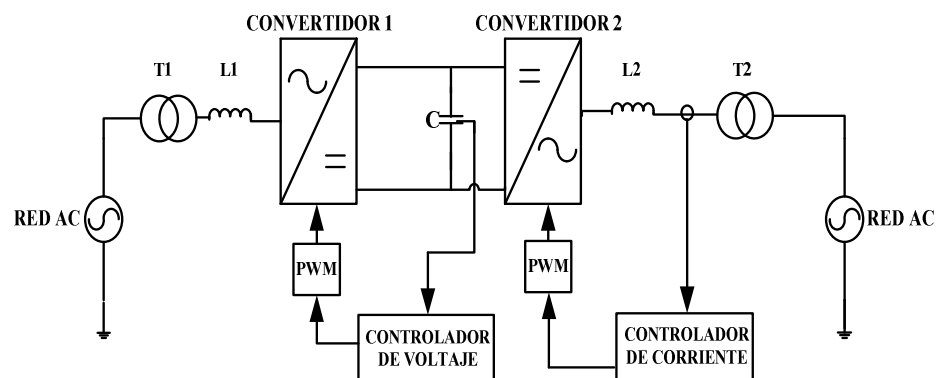 CONVERTIDOR 1
CONVERTIDOR 2
T1
L1
L2
T2
C
RED AC
RED AC
PWM
PWM
CONTROLADOR
DE VOLTAJE
CONTROLADOR
DE CORRIENTE